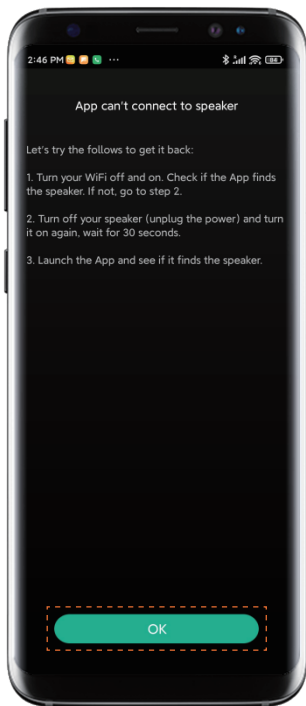 2:46 PM ...
App can't connect to speaker
Let's try the follows to get it back:
1. Turn your WiFi off and on. Check if the App finds
the speaker. If not, go to step 2.
2. Turn off your speaker (unplug the power) and turn
it on again, wait for 30 seconds.
3. Launch the App and see if it finds the speaker.
OK